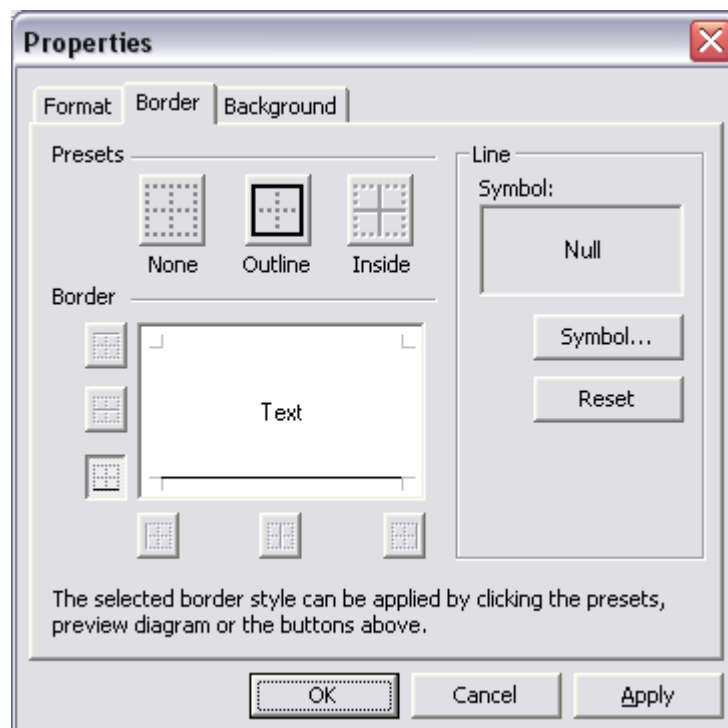 Properties
Format Border Background
Presets
None Outline Inside
Border
Text
Line
Symbol:
Null
Symbol...
Reset
The selected border style can be applied by clicking the presets,
preview diagram or the buttons above.
OK Cancel Apply